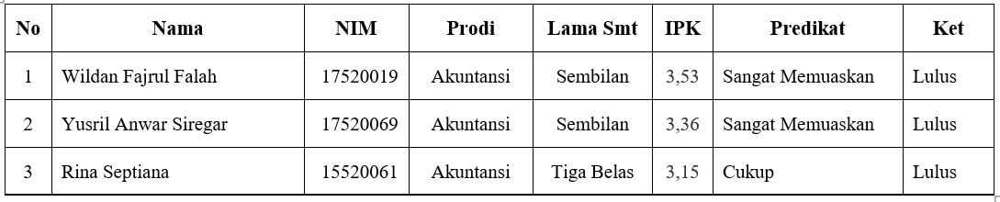 No Nama NIM Prodi Lama Smt IPK Predikat Ket
1 Wildan Fajrul Falah 17520019 Akuntansi Sembilan 3,53 Sangat Memuaskan Lulus
2 Yusril Anwar Siregar 17520069 Akuntansi Sembilan 3,36 Sangat Memuaskan Lulus
3 Rina Septiana 15520061 Akuntansi Tiga Belas 3,15 Cukup Lulus